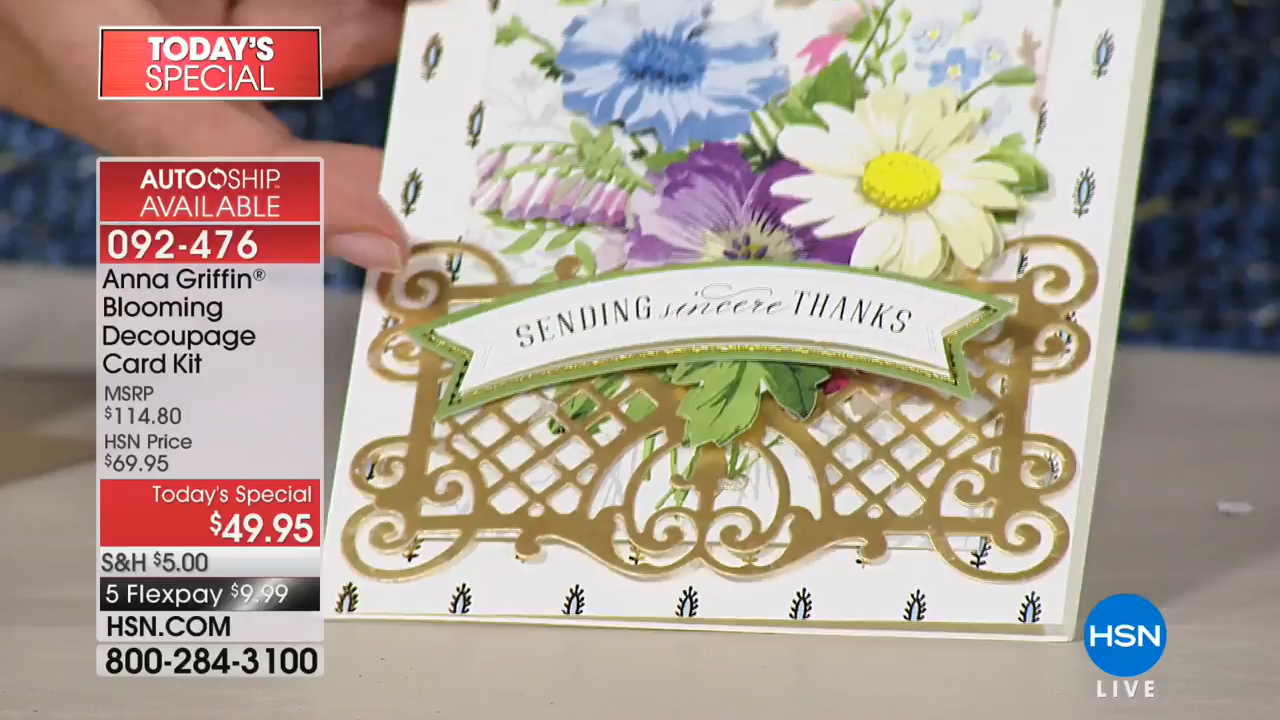 TODAY'S
SPECIAL
AUTOSHIP™
AVAILABLE
092-476
Anna Griffin®
Blooming
Decoupage
Card Kit
MSRP
$114.80
HSN Price
$69.95
Today's Special
$49.95
S&H $5.00
5 Flexpay $9.99
HSN.COM
800-284-3100
SENDING sincere THANKS
HSN
LIVE